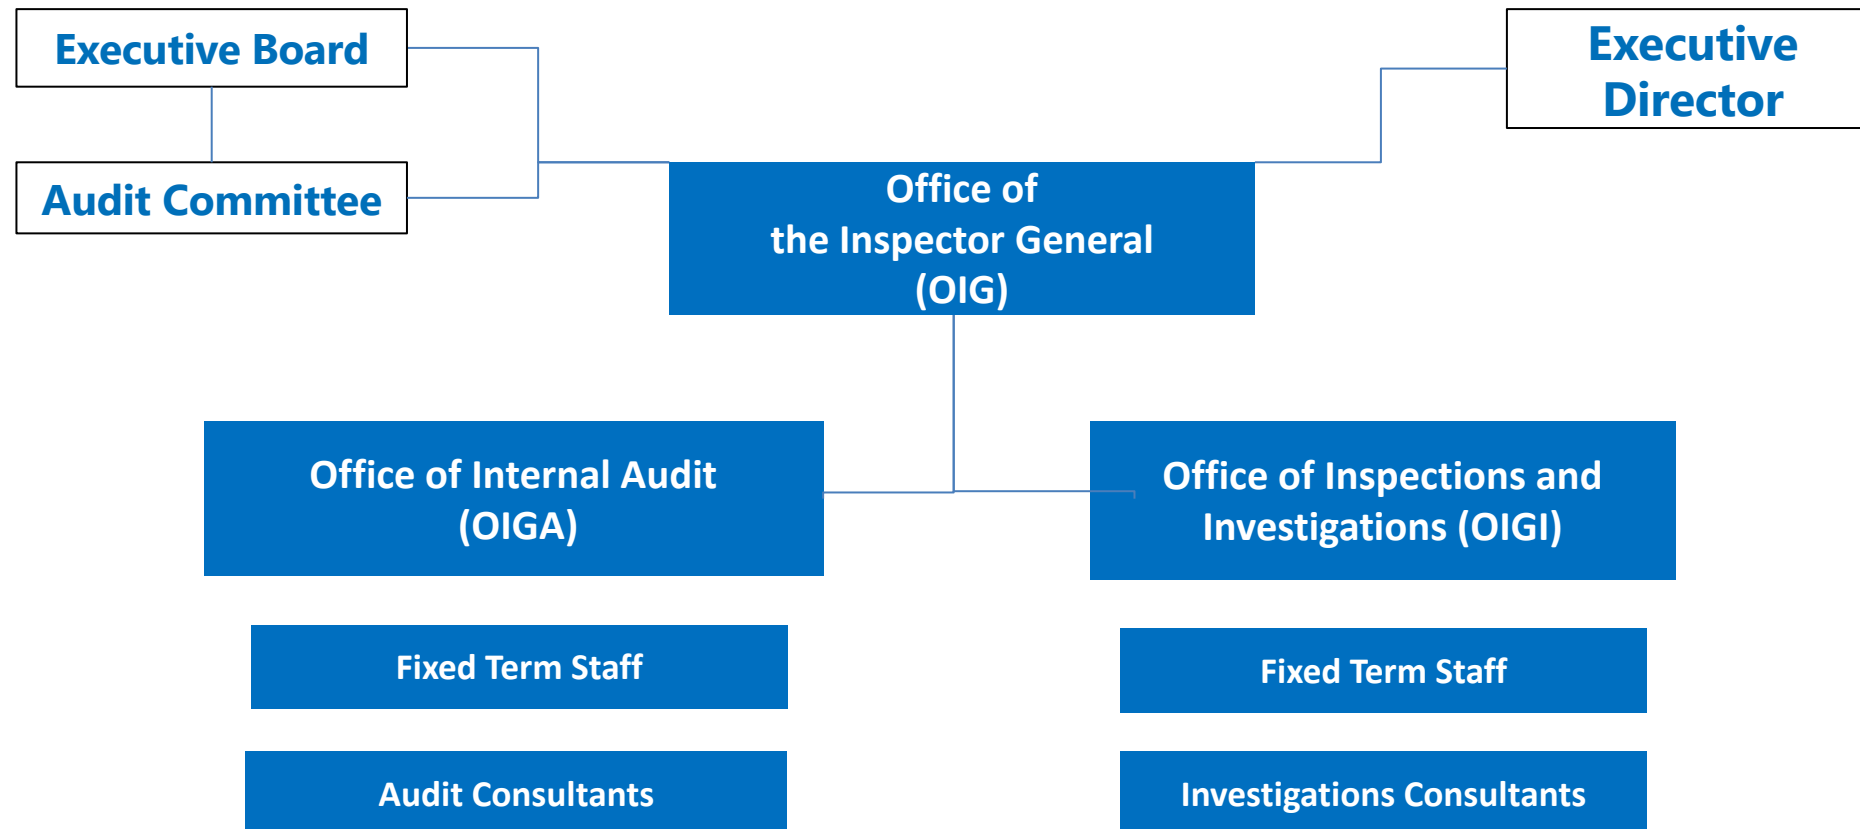 Executive Board
Executive
Director
Audit Committee
Office of
the Inspector General
(OIG)
Office of Internal Audit
(OIGA)
Office of Inspections and
Investigations (OIGI)
Fixed Term Staff
Fixed Term Staff
Audit Consultants
Investigations Consultants